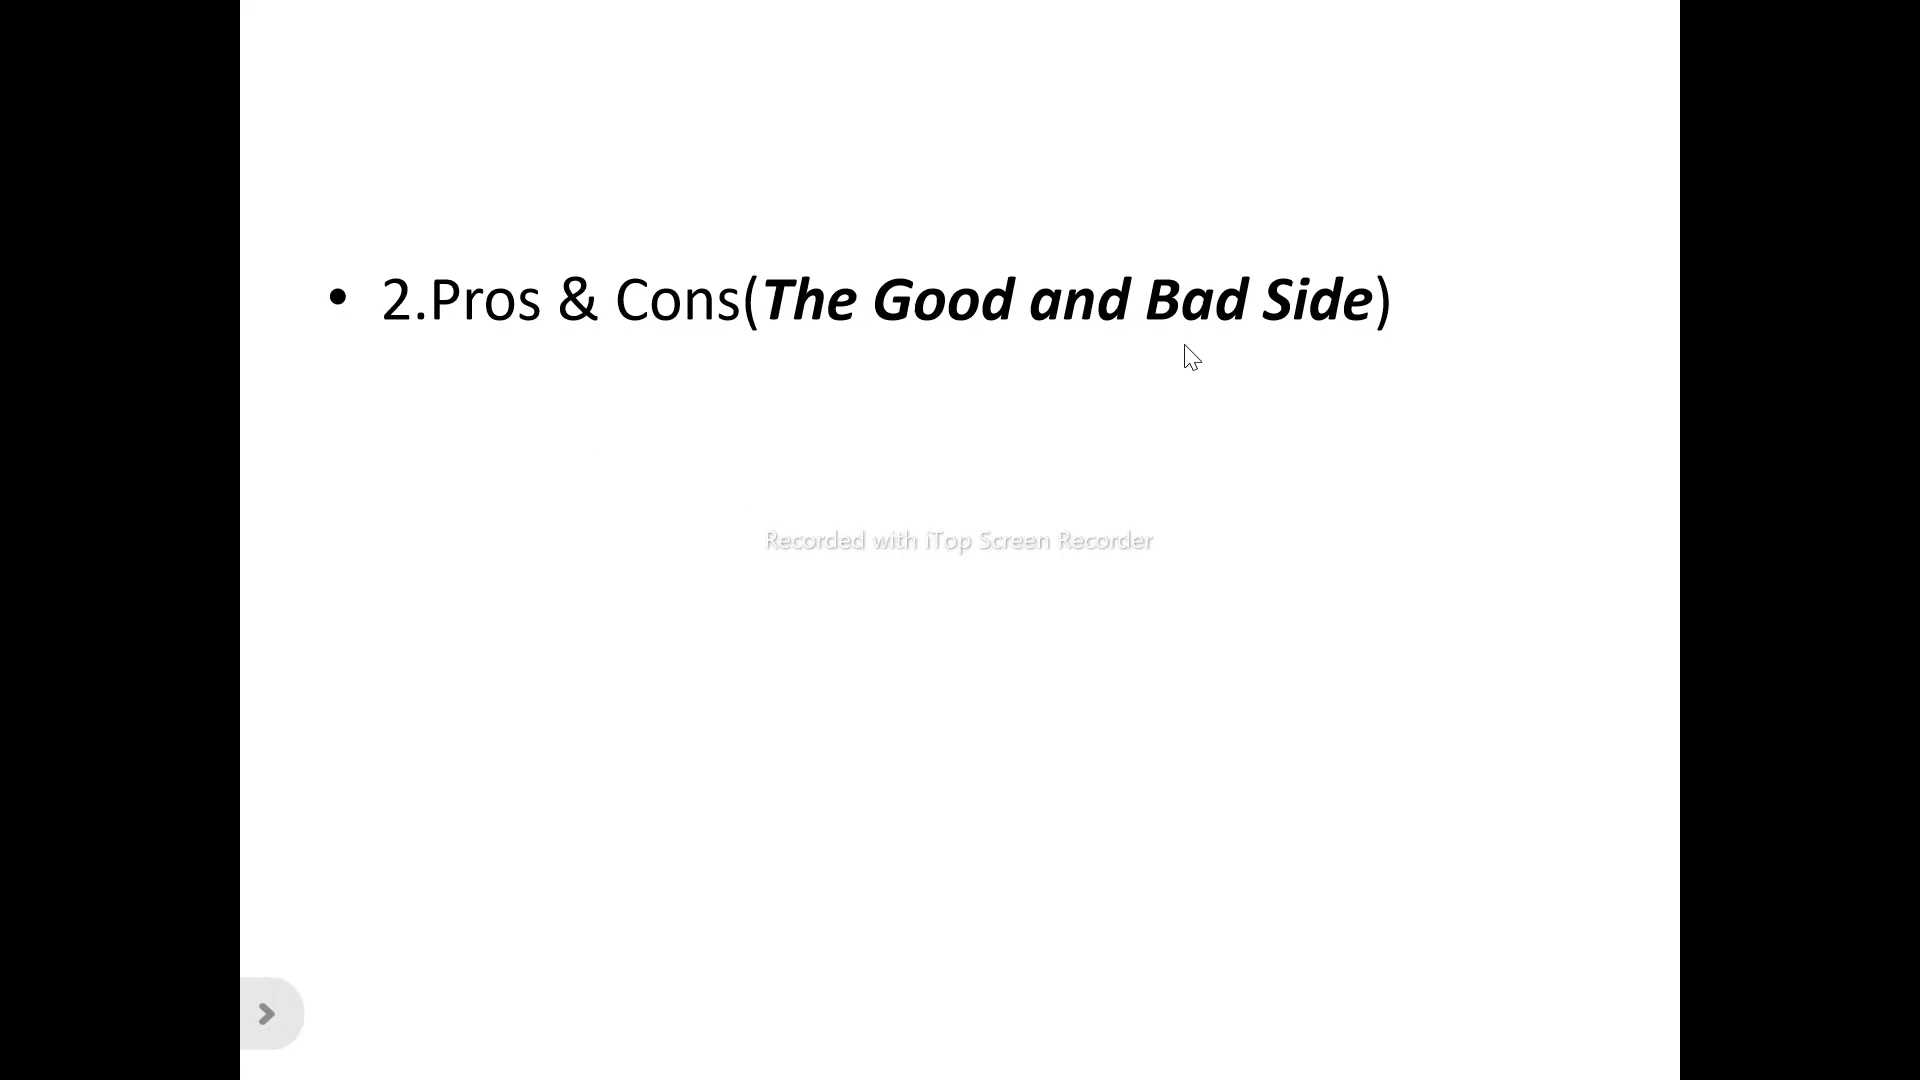 • 2.Pros & Cons(The Good and Bad Side)
Recorded with iTop Screen Recorder